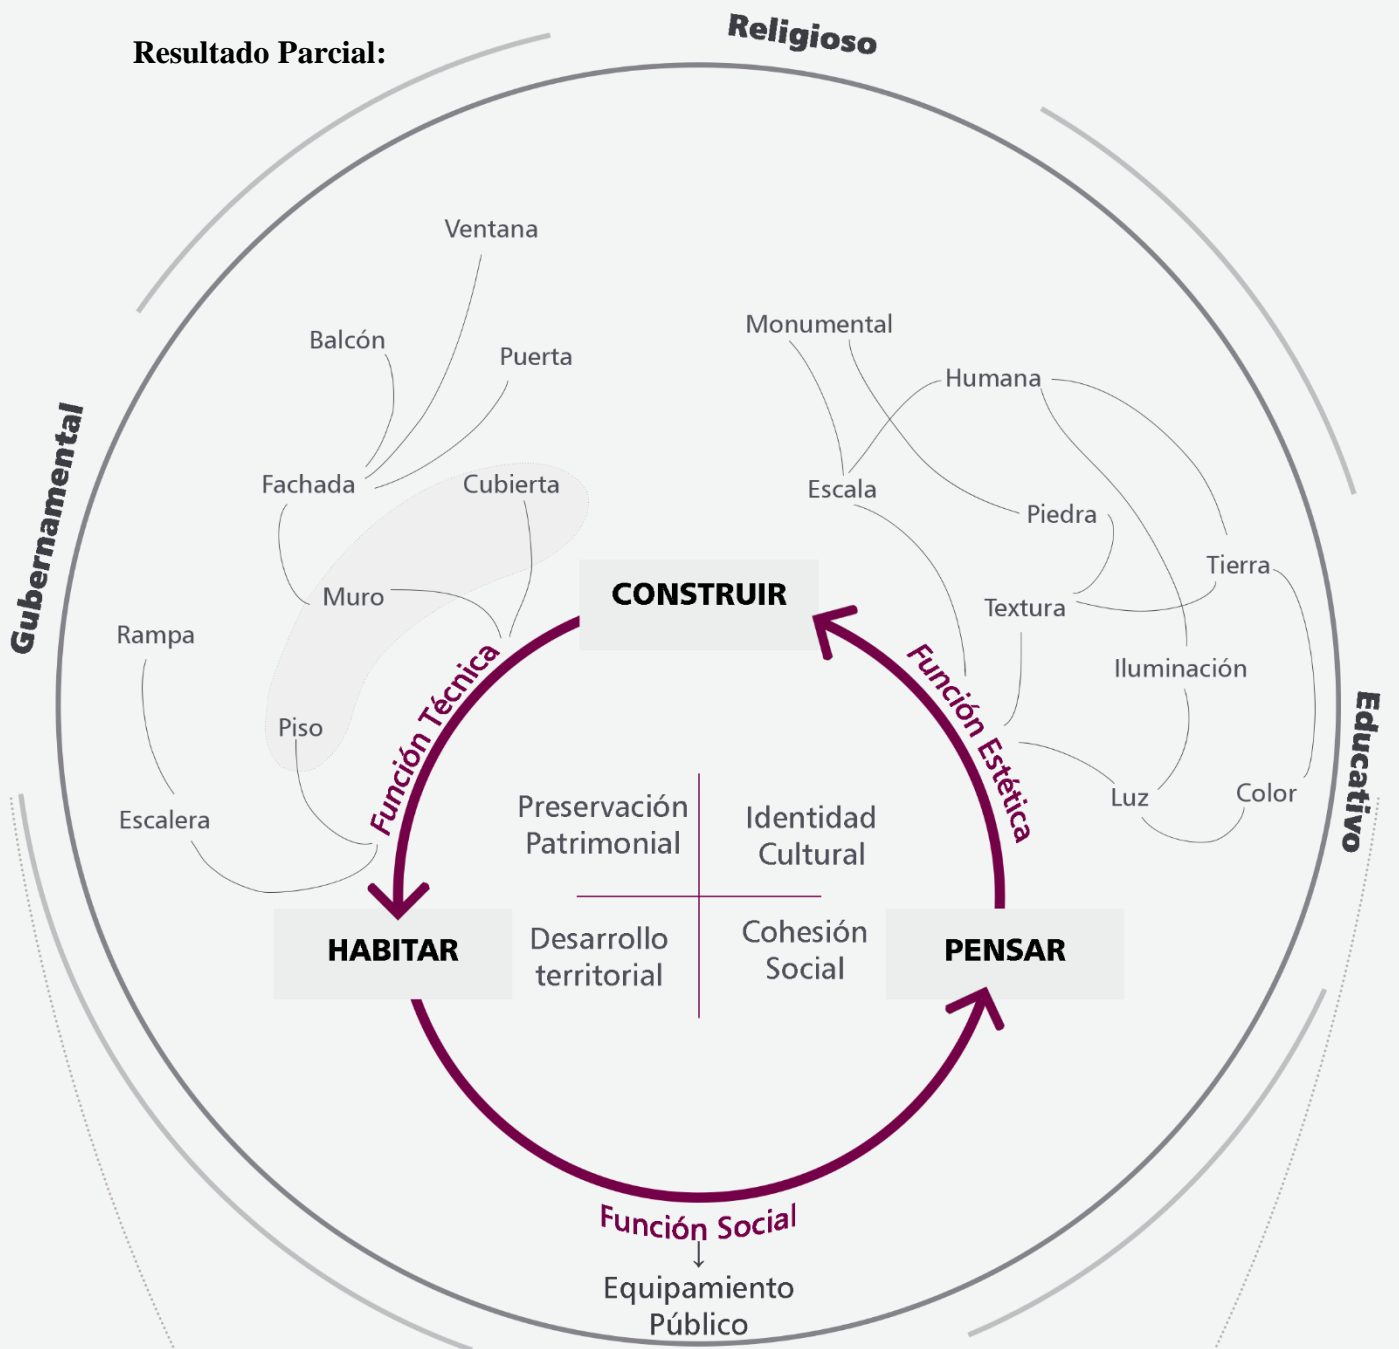 Religioso
Resultado Parcial:
Ventana
Balcón
Puerta
Monumental
Humana
Gubernamental
Fachada
Cubierta
Escala
Piedra
Tierra
CONSTRUIR
Muro
Textura
Rampa
Iluminación
Función Técnica
Función Estética
Piso
Educativo
Escalera
Preservación
Patrimonial
Identidad
Cultural
Luz
Color
HABITAR
Desarrollo
territorial
Cohesión
Social
PENSAR
Función Social
↓
Equipamiento
Público